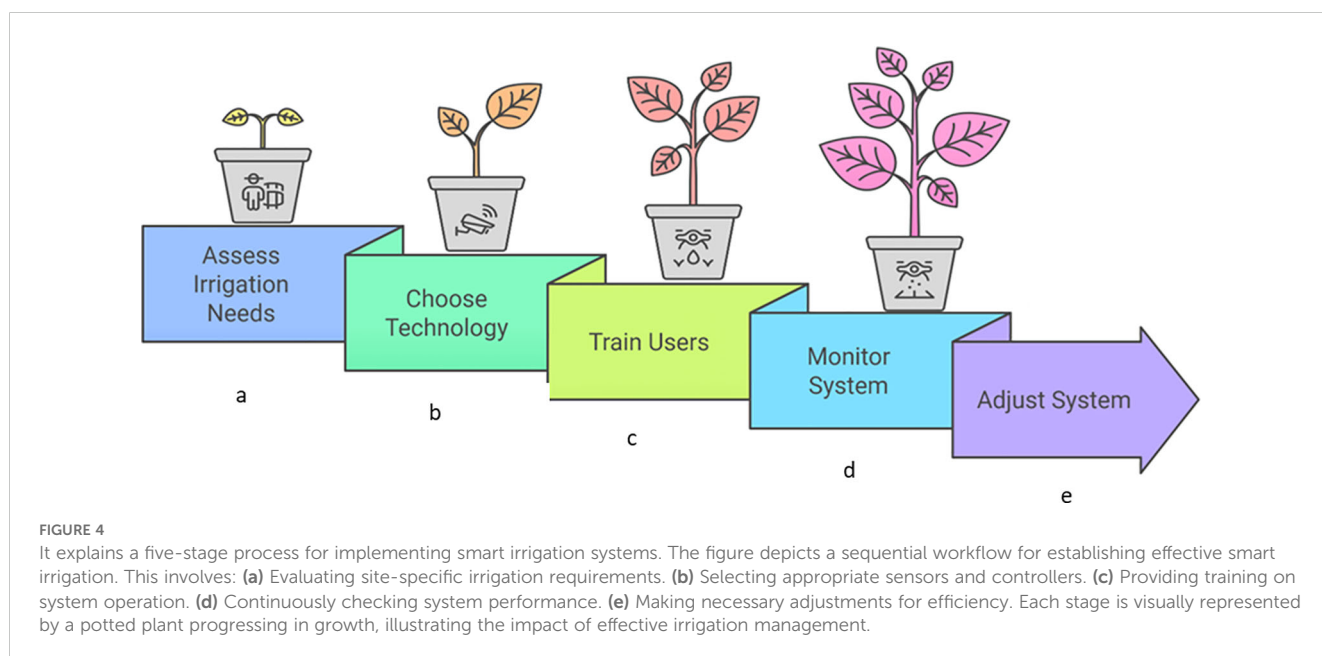 Assess
Irrigation
Needs
Choose
Technology
Train Users
Monitor
System
Adjust System
a
b
c
d
e
FIGURE 4
It explains a five-stage process for implementing smart irrigation systems. The figure depicts a sequential workflow for establishing effective smart
irrigation. This involves: (a) Evaluating site-specific irrigation requirements. (b) Selecting appropriate sensors and controllers. (c) Providing training on
system operation. (d) Continuously checking system performance. (e) Making necessary adjustments for efficiency. Each stage is visually represented
by a potted plant progressing in growth, illustrating the impact of effective irrigation management.